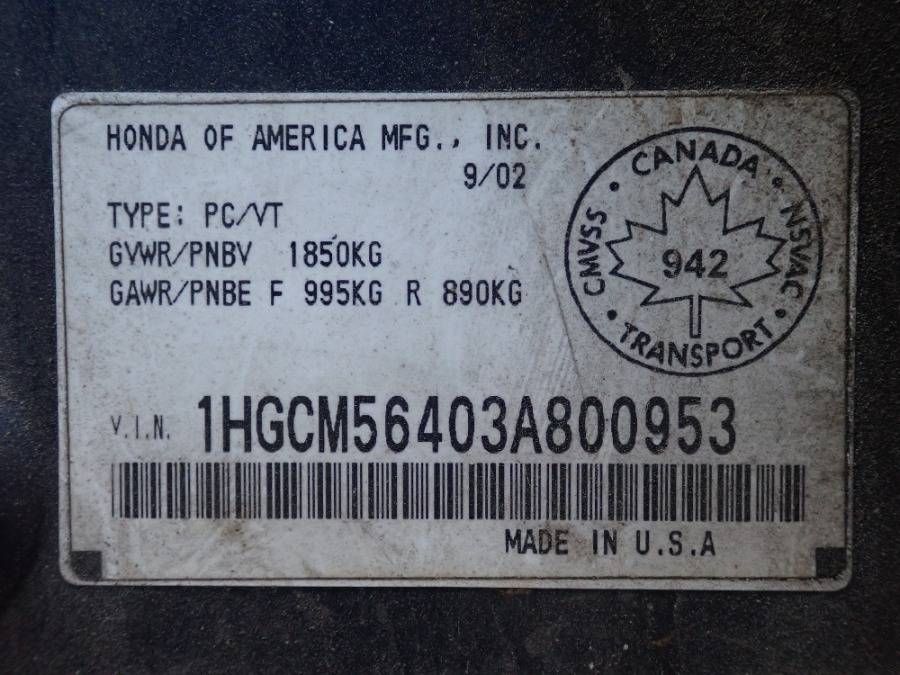 HONDA OF AMERICA MFG., INC.
9/02
TYPE: PC/VT
GVWR/PNBV 1850KG
GAWR/PNBE F 995KG R 890KG
CANADA
CMVSS
NSVAC
942
TRANSPORT
V.I.N. 1HGCM56403A800953
MADE IN U.S.A